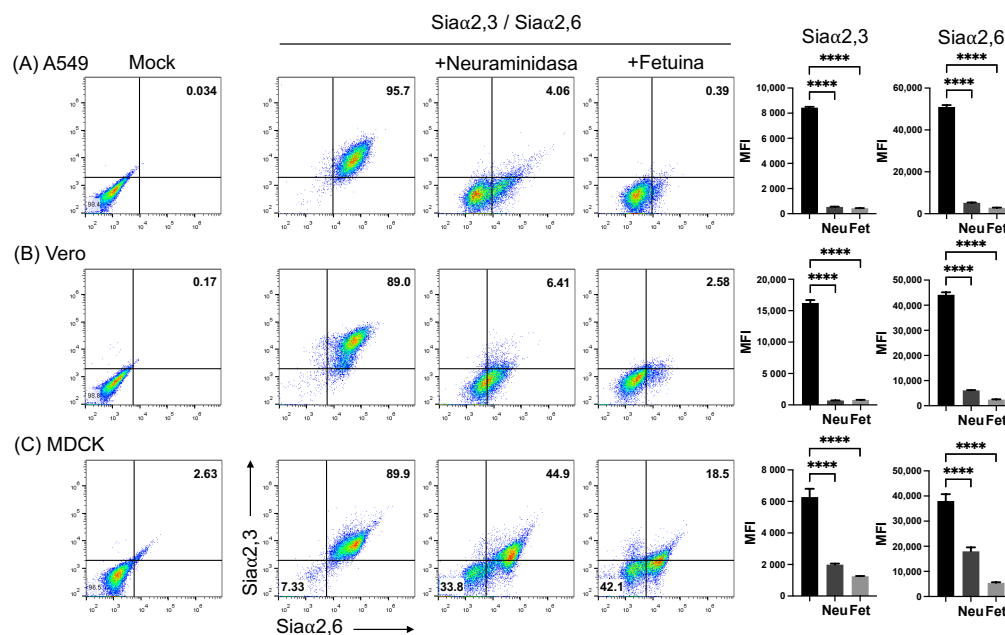 Siaα2,3 / Siaα2,6
Siaα2,3
Siaα2,6
(A) A549
Mock
+Neuraminidasa
+Fetuina
0.034
95.7
4.06
0.39
**** ****
**** ****
MFI
10,000
8 000
6 000
4 000
2 000
0
Neu Fet
MFI
60,000
40,000
20,000
0
Neu Fet
(B) Vero
0.17
89.0
6.41
2.58
**** ****
**** ****
MFI
20,000
15,000
10,000
5 000
0
Neu Fet
MFI
50,000
40,000
30,000
20,000
10,000
0
Neu Fet
(C) MDCK
2.63
89.9
7.33
44.9
33.8
18.5
42.1
**** ****
**** ****
MFI
8 000
6 000
4 000
2 000
0
Neu Fet
MFI
50,000
40,000
30,000
20,000
10,000
0
Neu Fet
Siaα2,3
Siaα2,6